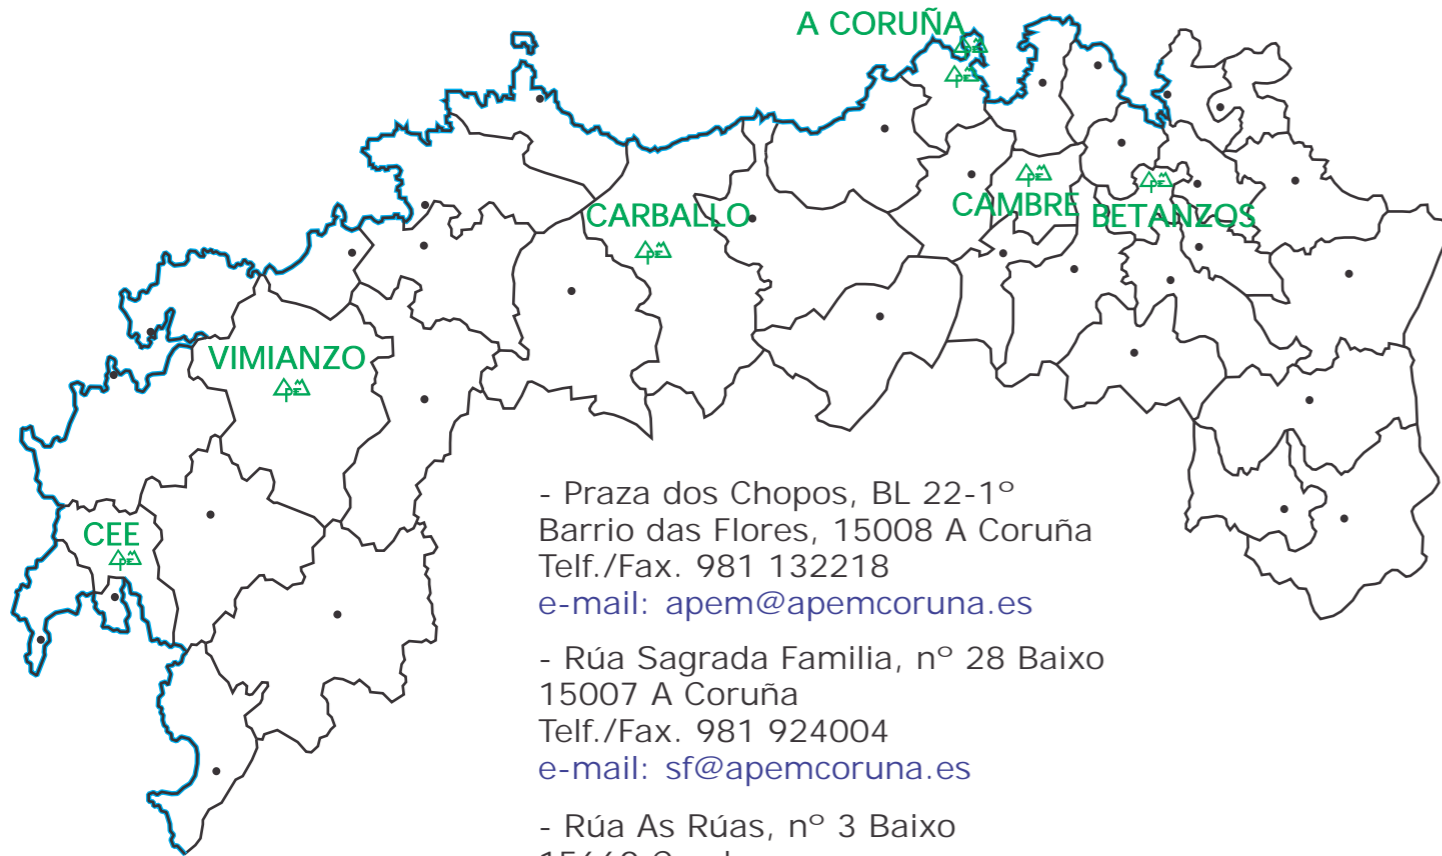 A CORUÑA
CARBALLO
CAMBRE
BETANZOS
VIMIANZO
CEE
- Praza dos Chopos, BL 22-1º
Barrio das Flores, 15008 A Coruña
Telf./Fax. 981 132218
e-mail: apem@apemcoruna.es
- Rúa Sagrada Familia, nº 28 Baixo
15007 A Coruña
Telf./Fax. 981 924004
e-mail: sf@apemcoruna.es
- Rúa As Rúas, nº 3 Baixo